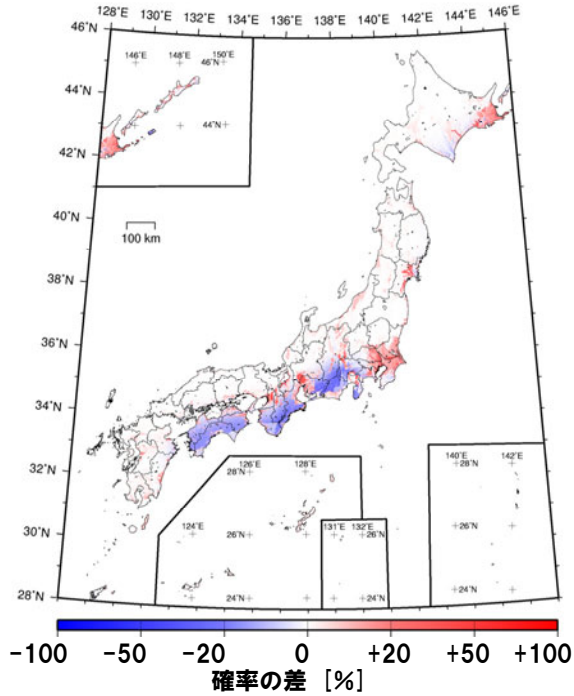 128˚E 130˚E 132˚E 134˚E 136˚E 138˚E 140˚E 142˚E 144˚E 146˚E
46˚N
146˚E 148˚E 150˚E
46˚N
44˚N
44˚N
42˚N
40˚N
100 km
38˚N
36˚N
34˚N
32˚N
126˚E 128˚E
28˚N
140˚E 142˚E
28˚N
124˚E
131˚E 132˚E
30˚N
26˚N
26˚N
26˚N
28˚N
24˚N
24˚N
24˚N
-100 -50 -20 0 +20 +50 +100
確率の差 [%]